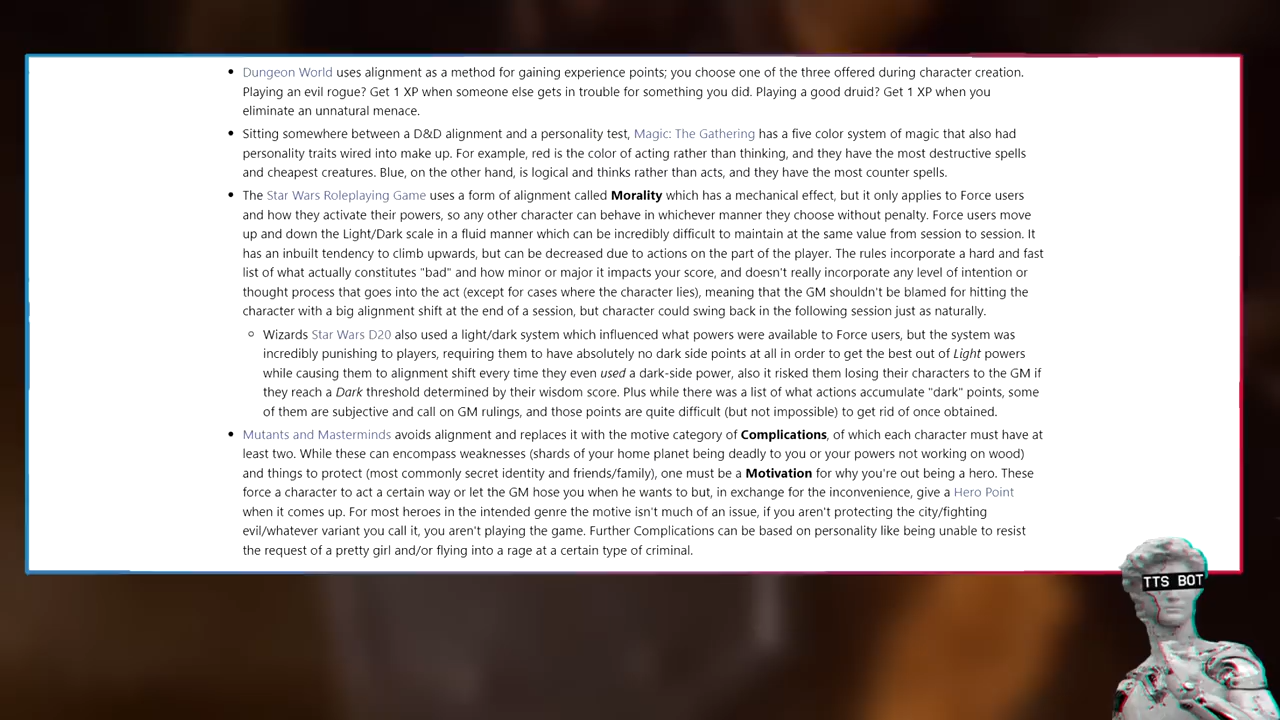 Dungeon World uses alignment as a method for gaining experience points; you choose one of the three offered during character creation.
Playing an evil rogue? Get 1 XP when someone else gets in trouble for something you did. Playing a good druid? Get 1 XP when you
eliminate an unnatural menace.
Sitting somewhere between a D&D alignment and a personality test, Magic: The Gathering has a five color system of magic that also had
personality traits wired into make up. For example, red is the color of acting rather than thinking, and they have the most destructive spells
and cheapest creatures. Blue, on the other hand, is logical and thinks rather than acts, and they have the most counter spells.
The Star Wars Roleplaying Game uses a form of alignment called Morality which has a mechanical effect, but it only applies to Force users
and how they activate their powers, so any other character can behave in whichever manner they choose without penalty. Force users move
up and down the Light/Dark scale in a fluid manner which can be incredibly difficult to maintain at the same value from session to session. It
has an inbuilt tendency to climb upwards, but can be decreased due to actions on the part of the player. The rules incorporate a hard and fast
list of what actually constitutes "bad" and how minor or major it impacts your score, and doesn't really incorporate any level of intention or
thought process that goes into the act (except for cases where the character lies), meaning that the GM shouldn't be blamed for hitting the
character with a big alignment shift at the end of a session, but character could swing back in the following session just as naturally.
Wizards Star Wars D20 also used a light/dark system which influenced what powers were available to Force users, but the system was
incredibly punishing to players, requiring them to have absolutely no dark side points at all in order to get the best out of Light powers
while causing them to alignment shift every time they even used a dark-side power, also it risked them losing their characters to the GM if
they reach a Dark threshold determined by their wisdom score. Plus while there was a list of what actions accumulate "dark" points, some
of them are subjective and call on GM rulings, and those points are quite difficult (but not impossible) to get rid of once obtained.
Mutants and Masterminds avoids alignment and replaces it with the motive category of Complications, of which each character must have at
least two. While these can encompass weaknesses (shards of your home planet being deadly to you or your powers not working on wood)
and things to protect (most commonly secret identity and friends/family), one must be a Motivation for why you're out being a hero. These
force a character to act a certain way or let the GM hose you when he wants to but, in exchange for the inconvenience, give a Hero Point
when it comes up. For most heroes in the intended genre the motive isn't much of an issue, if you aren't protecting the city/fighting
evil/whatever variant you call it, you aren't playing the game. Further Complications can be based on personality like being unable to resist
the request of a pretty girl and/or flying into a rage at a certain type of criminal.
TTS BOT